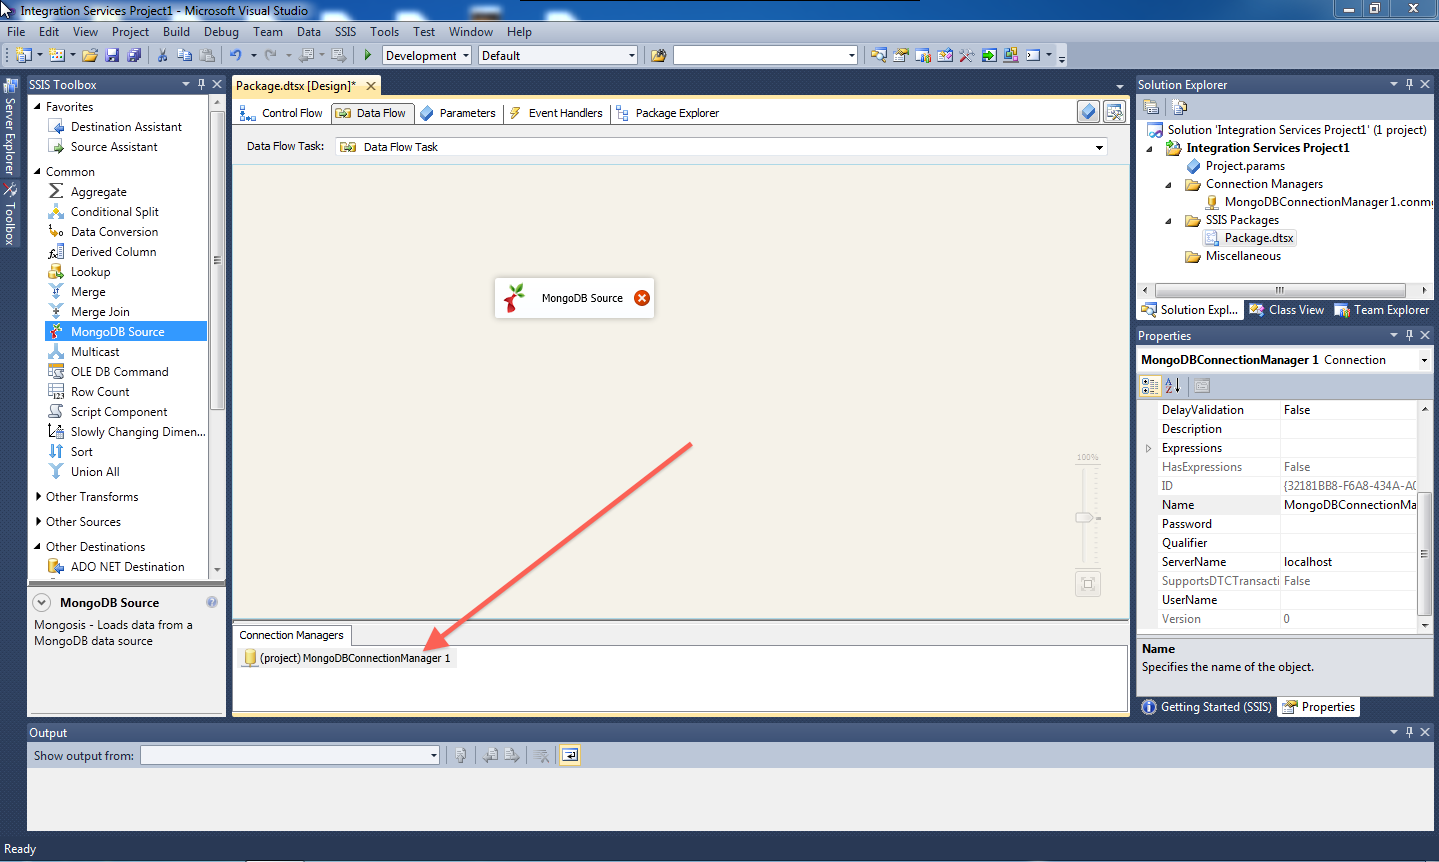 Integration Services Project1 - Microsoft Visual Studio
File Edit View Project Build Debug Team Data SSIS Tools Test Window Help
Development Default
Server Explorer
Toolbox
SSIS Toolbox
Favorites
Destination Assistant
Source Assistant
Common
Aggregate
Conditional Split
Data Conversion
Derived Column
Lookup
Merge
Merge Join
MongoDB Source
Multicast
OLE DB Command
Row Count
Script Component
Slowly Changing Dimen...
Sort
Union All
Other Transforms
Other Sources
Other Destinations
ADO NET Destination
MongoDB Source
Mongosis - Loads data from a
MongoDB data source
Package.dtsx [Design]*
Control Flow Data Flow Parameters Event Handlers Package Explorer
Data Flow Task: Data Flow Task
MongoDB Source
100%
Connection Managers
(project) MongoDBConnectionManager 1
Solution Explorer
Solution 'Integration Services Project1' (1 project)
Integration Services Project1
Project.params
Connection Managers
MongoDBConnectionManager 1.conm
SSIS Packages
Package.dtsx
Miscellaneous
Solution Expl... Class View Team Explorer
Properties
MongoDBConnectionManager 1 Connection
DelayValidation False
Description
Expressions
HasExpressions False
ID {32181BB8-F6A8-434A-A0
Name MongoDBConnectionMa
Password
Qualifier
ServerName localhost
SupportsDTCTransacti False
UserName
Version 0
Name
Specifies the name of the object.
Getting Started (SSIS) Properties
Output
Show output from:
Ready